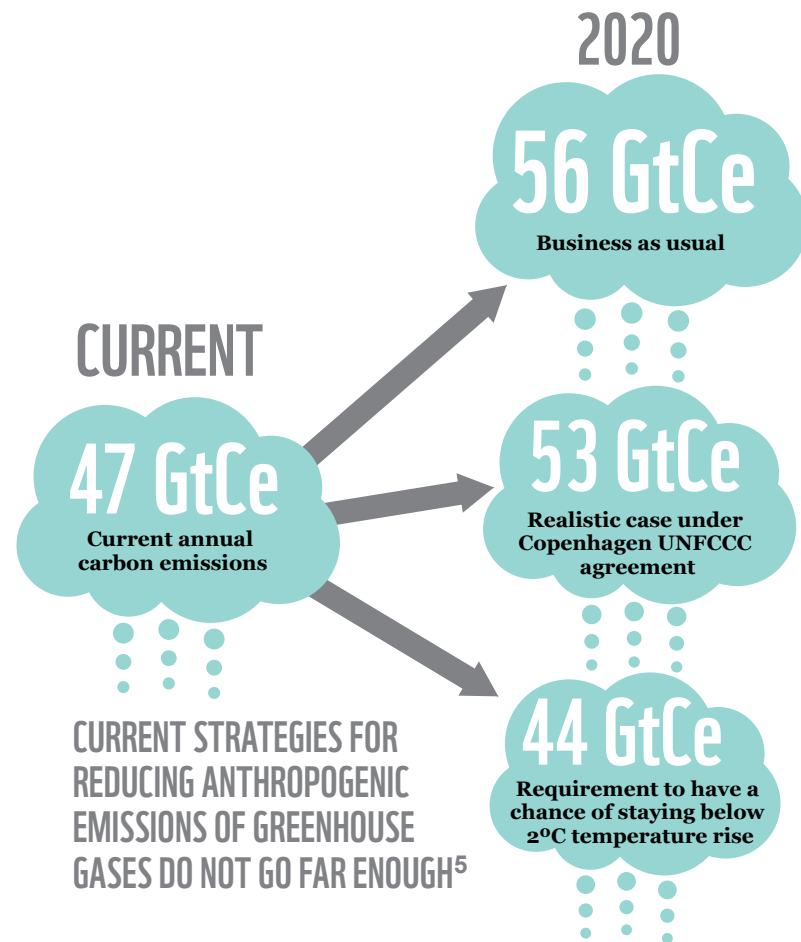 2020
56 GtCe
Business as usual
CURRENT
47 GtCe
Current annual
carbon emissions
53 GtCe
Realistic case under
Copenhagen UNFCCC
agreement
44 GtCe
Requirement to have a
chance of staying below
2ºC temperature rise
CURRENT STRATEGIES FOR
REDUCING ANTHROPOGENIC
EMISSIONS OF GREENHOUSE
GASES DO NOT GO FAR ENOUGH⁵